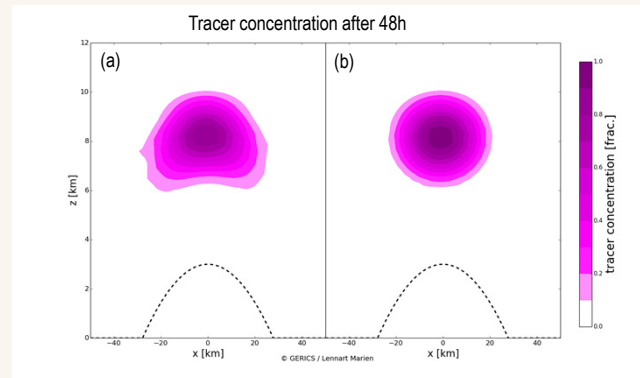 Tracer concentration after 48h
(a)
(b)
12
10
8
6
4
2
0
z [km]
−40
−20
0
20
40
x [km]
−40
−20
0
20
40
x [km]
© GERICS / Lennart Marien
1.0
0.8
0.6
0.4
0.2
0.0
tracer concentration [frac.]